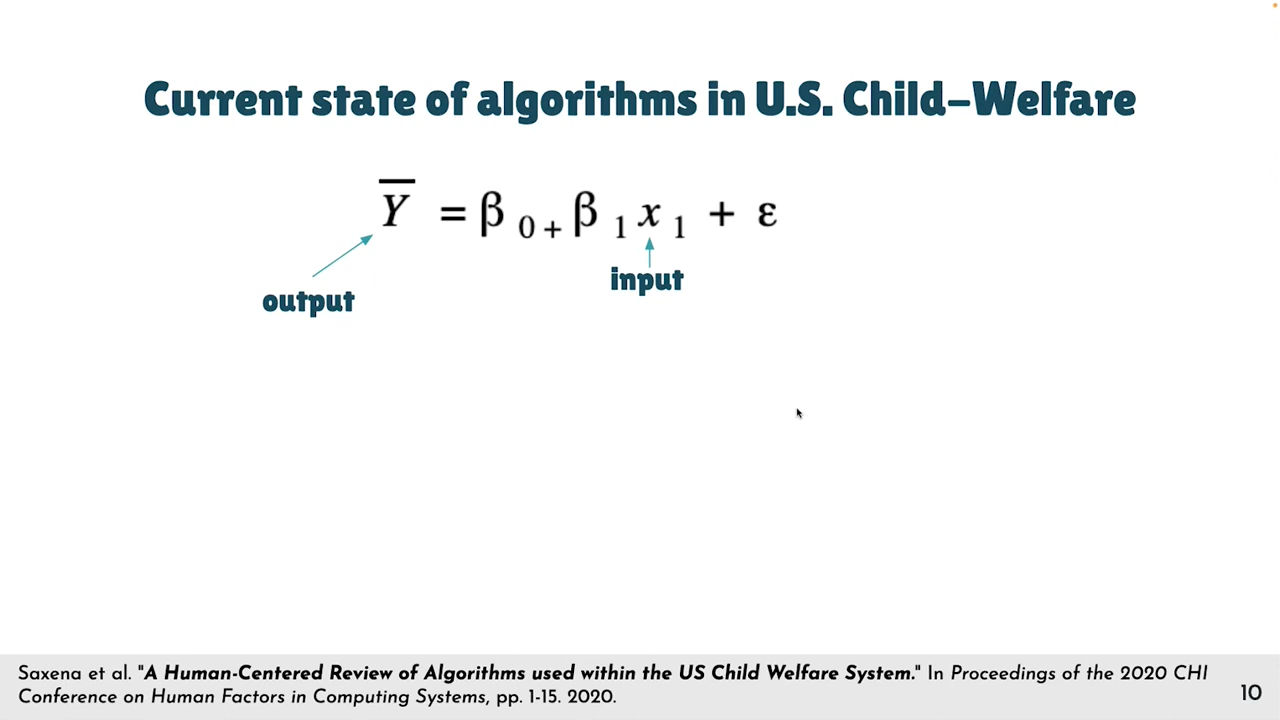 Current state of algorithms in U.S. Child-Welfare
Y̅ = β 0 + β 1 x 1 + ε
input
output
Saxena et al. "A Human-Centered Review of Algorithms used within the US Child Welfare System." In Proceedings of the 2020 CHI
Conference on Human Factors in Computing Systems, pp. 1-15. 2020.
10